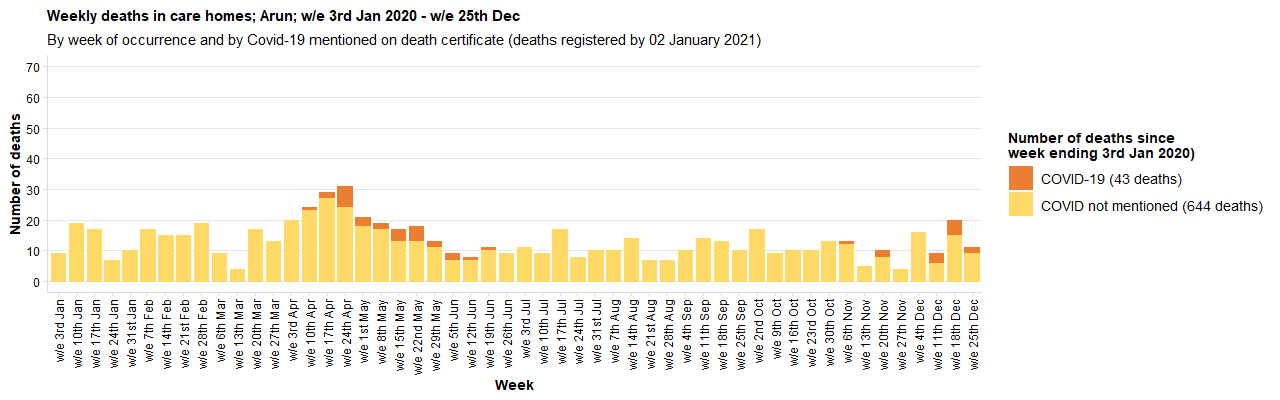 Weekly deaths in care homes; Arun; w/e 3rd Jan 2020 - w/e 25th Dec
By week of occurrence and by Covid-19 mentioned on death certificate (deaths registered by 02 January 2021)
Number of deaths
70
60
50
40
30
20
10
0
w/e 3rd Jan
w/e 10th Jan
w/e 17th Jan
w/e 24th Jan
w/e 31st Jan
w/e 7th Feb
w/e 14th Feb
w/e 21st Feb
w/e 28th Feb
w/e 6th Mar
w/e 13th Mar
w/e 20th Mar
w/e 27th Mar
w/e 3rd Apr
w/e 10th Apr
w/e 17th Apr
w/e 24th Apr
w/e 1st May
w/e 8th May
w/e 15th May
w/e 22nd May
w/e 29th May
w/e 5th Jun
w/e 12th Jun
w/e 19th Jun
w/e 26th Jun
w/e 3rd Jul
w/e 10th Jul
w/e 17th Jul
w/e 24th Jul
w/e 31st Jul
w/e 7th Aug
w/e 14th Aug
w/e 21st Aug
w/e 28th Aug
w/e 4th Sep
w/e 11th Sep
w/e 18th Sep
w/e 25th Sep
w/e 2nd Oct
w/e 9th Oct
w/e 16th Oct
w/e 23rd Oct
w/e 30th Oct
w/e 6th Nov
w/e 13th Nov
w/e 20th Nov
w/e 27th Nov
w/e 4th Dec
w/e 11th Dec
w/e 18th Dec
w/e 25th Dec
Week
Number of deaths since
week ending 3rd Jan 2020)
COVID-19 (43 deaths)
COVID not mentioned (644 deaths)